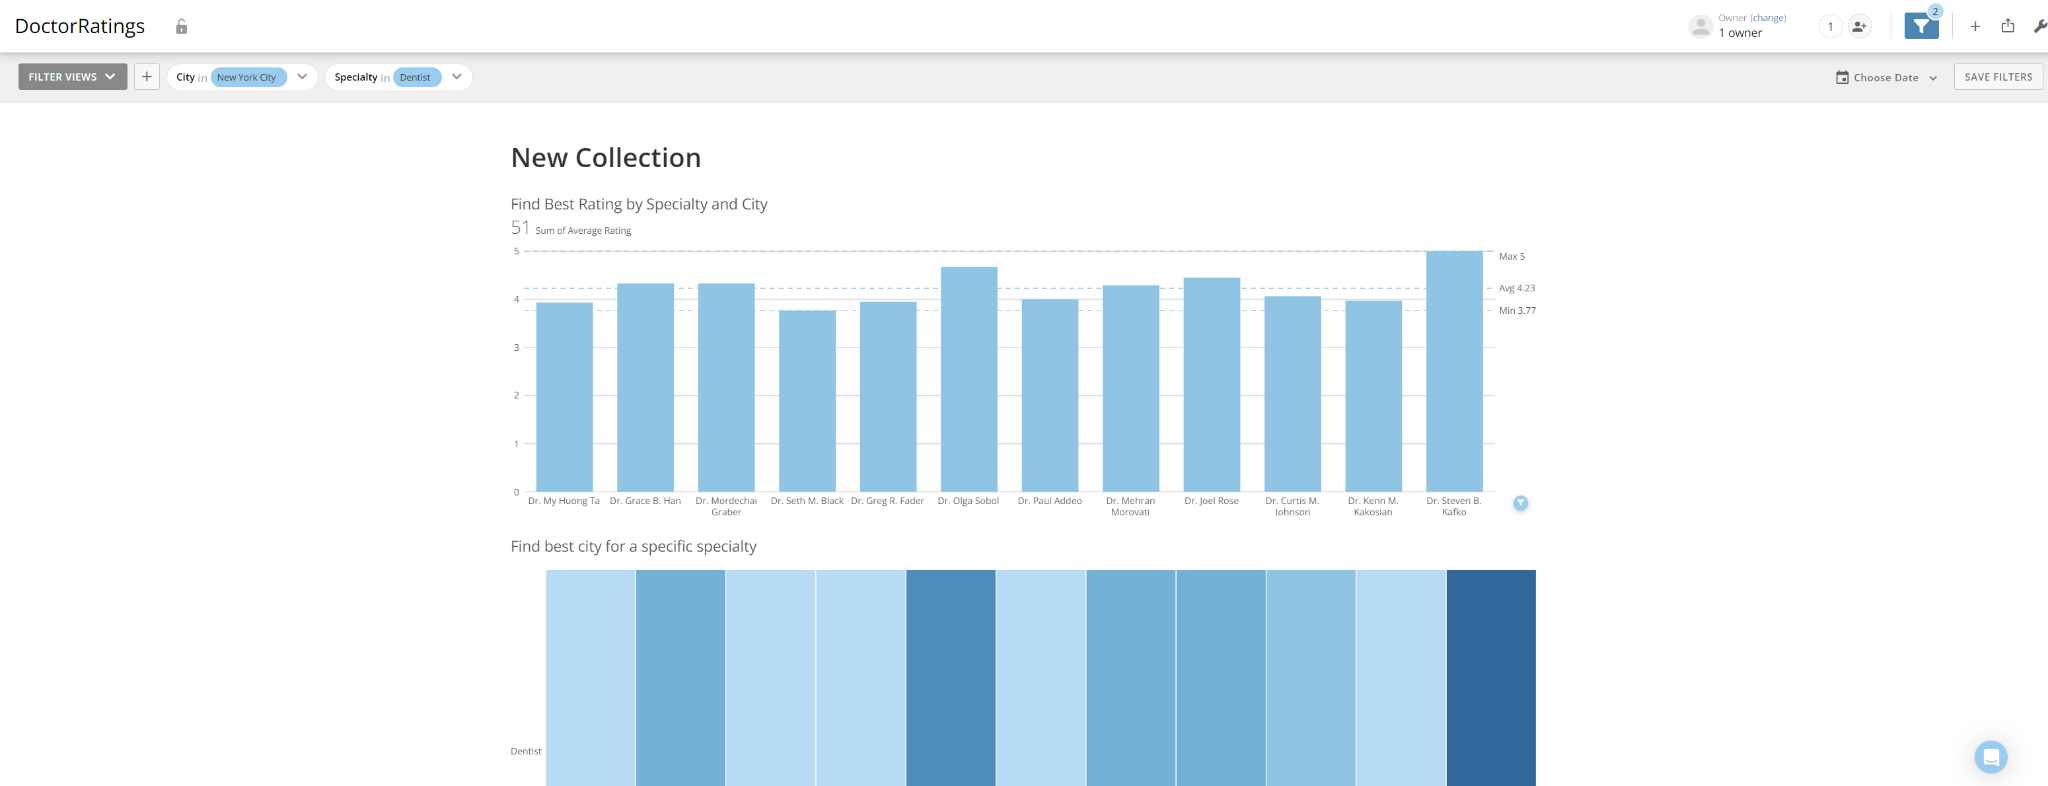 DoctorRatings
Owner (change)
1 owner
1
2
FILTER VIEWS
City in New York City
Specialty in Dentist
Choose Date
SAVE FILTERS
New Collection
Find Best Rating by Specialty and City
51 Sum of Average Rating
5
4
3
2
1
0
Max 5
Avg 4.23
Min 3.77
Dr. My Huong Ta
Dr. Grace B. Han
Dr. Mordechai
Graber
Dr. Seth M. Black
Dr. Greg R. Fader
Dr. Olga Sobol
Dr. Paul Addeo
Dr. Mehran
Morovati
Dr. Joel Rose
Dr. Curtis M.
Johnson
Dr. Kenn M.
Kakosian
Dr. Steven B.
Kafko
Find best city for a specific specialty
Dentist